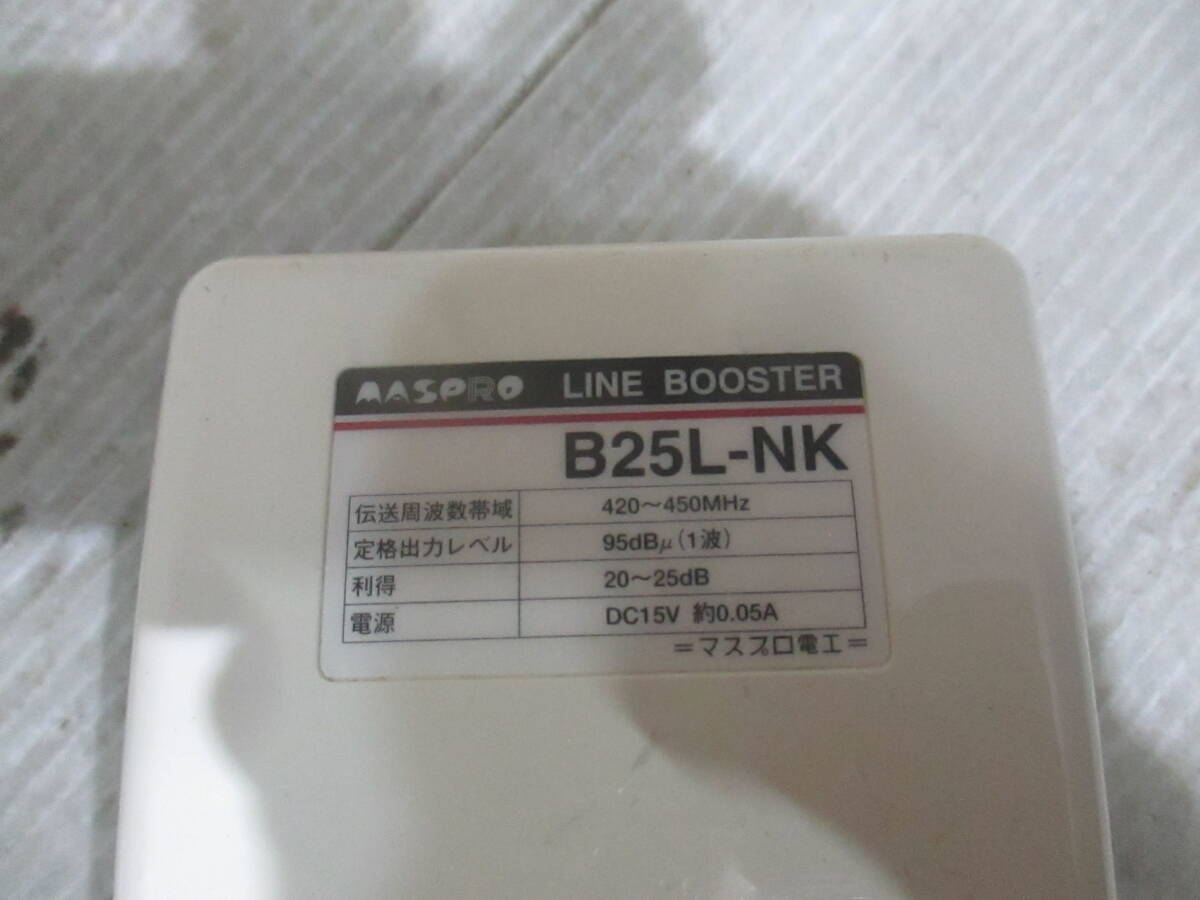 MASPRO LINE BOOSTER
B25L-NK
伝送周波数帯域 420～450MHz
定格出力レベル 95dBμ(1波)
利得 20～25dB
電源 DC15V 約0.05A
=マスプロ電工=